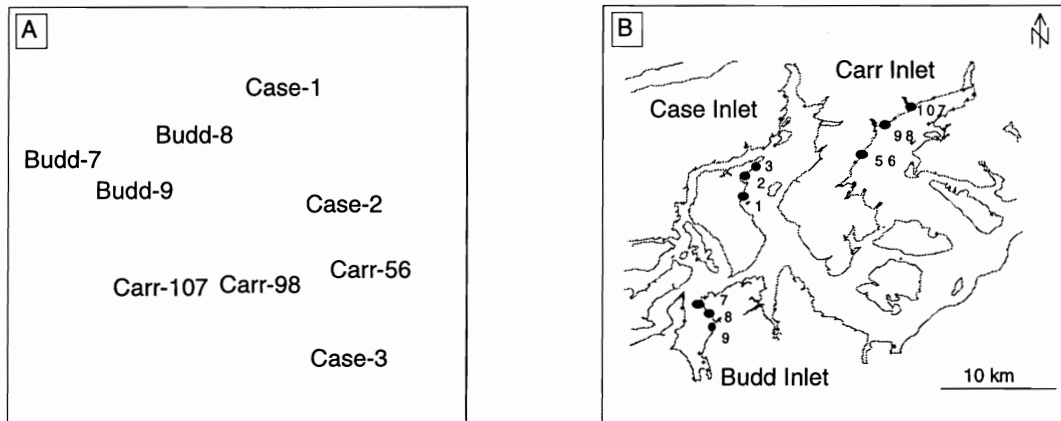 A
Case-1
Budd-8
Budd-7
Budd-9
Case-2
Carr-56
Carr-107
Carr-98
Case-3
B
N
Carr Inlet
Case Inlet
107
98
56
3
2
1
7
8
9
Budd Inlet
10 km